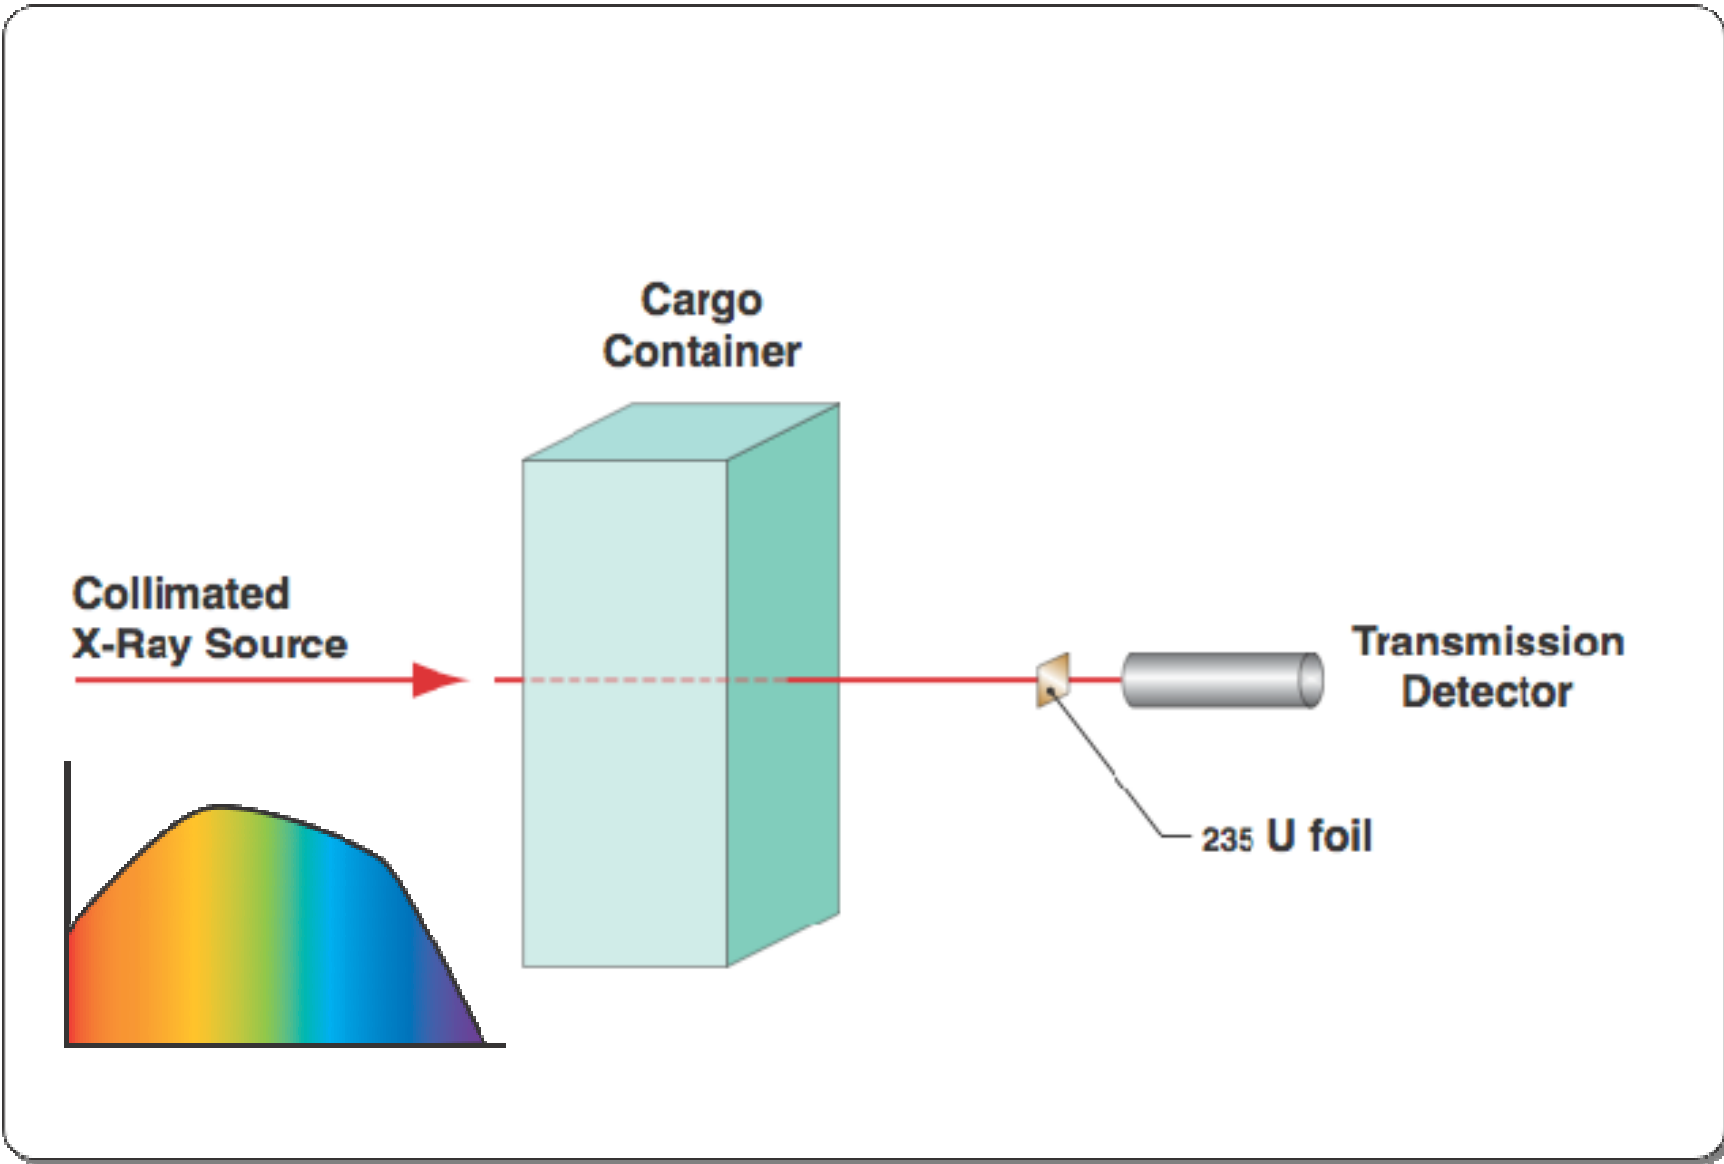 Cargo
Container
Collimated
X-Ray Source
Transmission
Detector
235 U foil